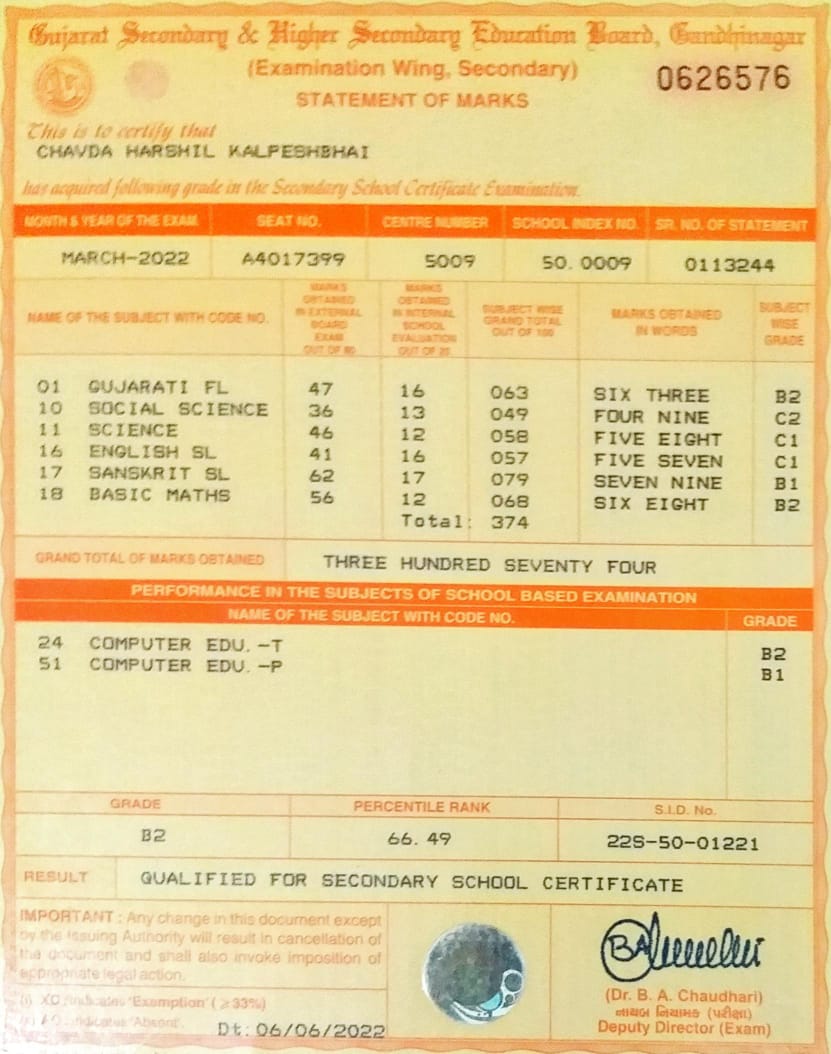 Gujarat Secondary & Higher Secondary Education Board, Gandhinagar
(Examination Wing, Secondary)
0626576
STATEMENT OF MARKS
This is to certify that
CHAVDA HARSHIL KALPESHBHAI
has acquired following grade in the Secondary School Certificate Examination.
MONTH & YEAR OF THE EXAM. SEAT NO. CENTRE NUMBER SCHOOL INDEX NO. SR. NO. OF STATEMENT
MARCH-2022 A4017399 5009 50.0009 0113244
NAME OF THE SUBJECT WITH CODE NO. MARKS OBTAINED IN EXTERNAL BOARD EXAM OUT OF 80 MARKS OBTAINED IN INTERNAL SCHOOL EVALUATION OUT OF 20 SUBJECT WISE GRAND TOTAL OUT OF 100 MARKS OBTAINED IN WORDS SUBJECT WISE GRADE
01 GUJARATI FL 47 16 063 SIX THREE B2
10 SOCIAL SCIENCE 36 13 049 FOUR NINE C2
11 SCIENCE 46 12 058 FIVE EIGHT C1
16 ENGLISH SL 41 16 057 FIVE SEVEN C1
17 SANSKRIT SL 62 17 079 SEVEN NINE B1
18 BASIC MATHS 56 12 068 SIX EIGHT B2
Total: 374
GRAND TOTAL OF MARKS OBTAINED THREE HUNDRED SEVENTY FOUR
PERFORMANCE IN THE SUBJECTS OF SCHOOL BASED EXAMINATION
NAME OF THE SUBJECT WITH CODE NO. GRADE
24 COMPUTER EDU.-T B2
51 COMPUTER EDU.-P B1
GRADE PERCENTILE RANK S.I.D. No.
B2 66.49 22S-50-01221
RESULT QUALIFIED FOR SECONDARY SCHOOL CERTIFICATE
IMPORTANT : Any change in this document except
by the issuing Authority will result in cancellation of
the document and shall also invoke imposition of
appropriate legal action.
(i) XO : Indicates 'Exemption' (≥33%)
Indicates 'Absent'.
Dt: 06/06/2022
(Dr. B. A. Chaudhari)
નાયબ નિયામક (પરીક્ષા)
Deputy Director (Exam)